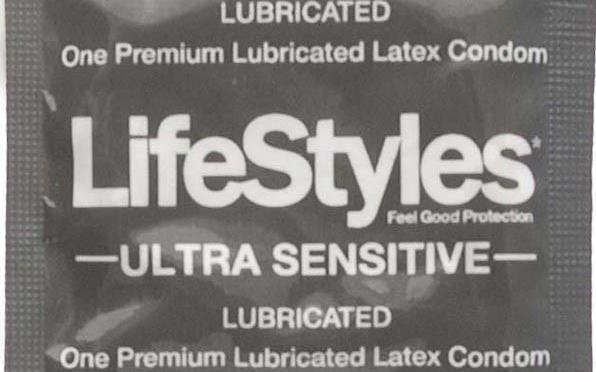 LUBRICATED
One Premium Lubricated Latex Condom
LifeStyles*
Feel Good Protection
—ULTRA SENSITIVE—
LUBRICATED
One Premium Lubricated Latex Condom